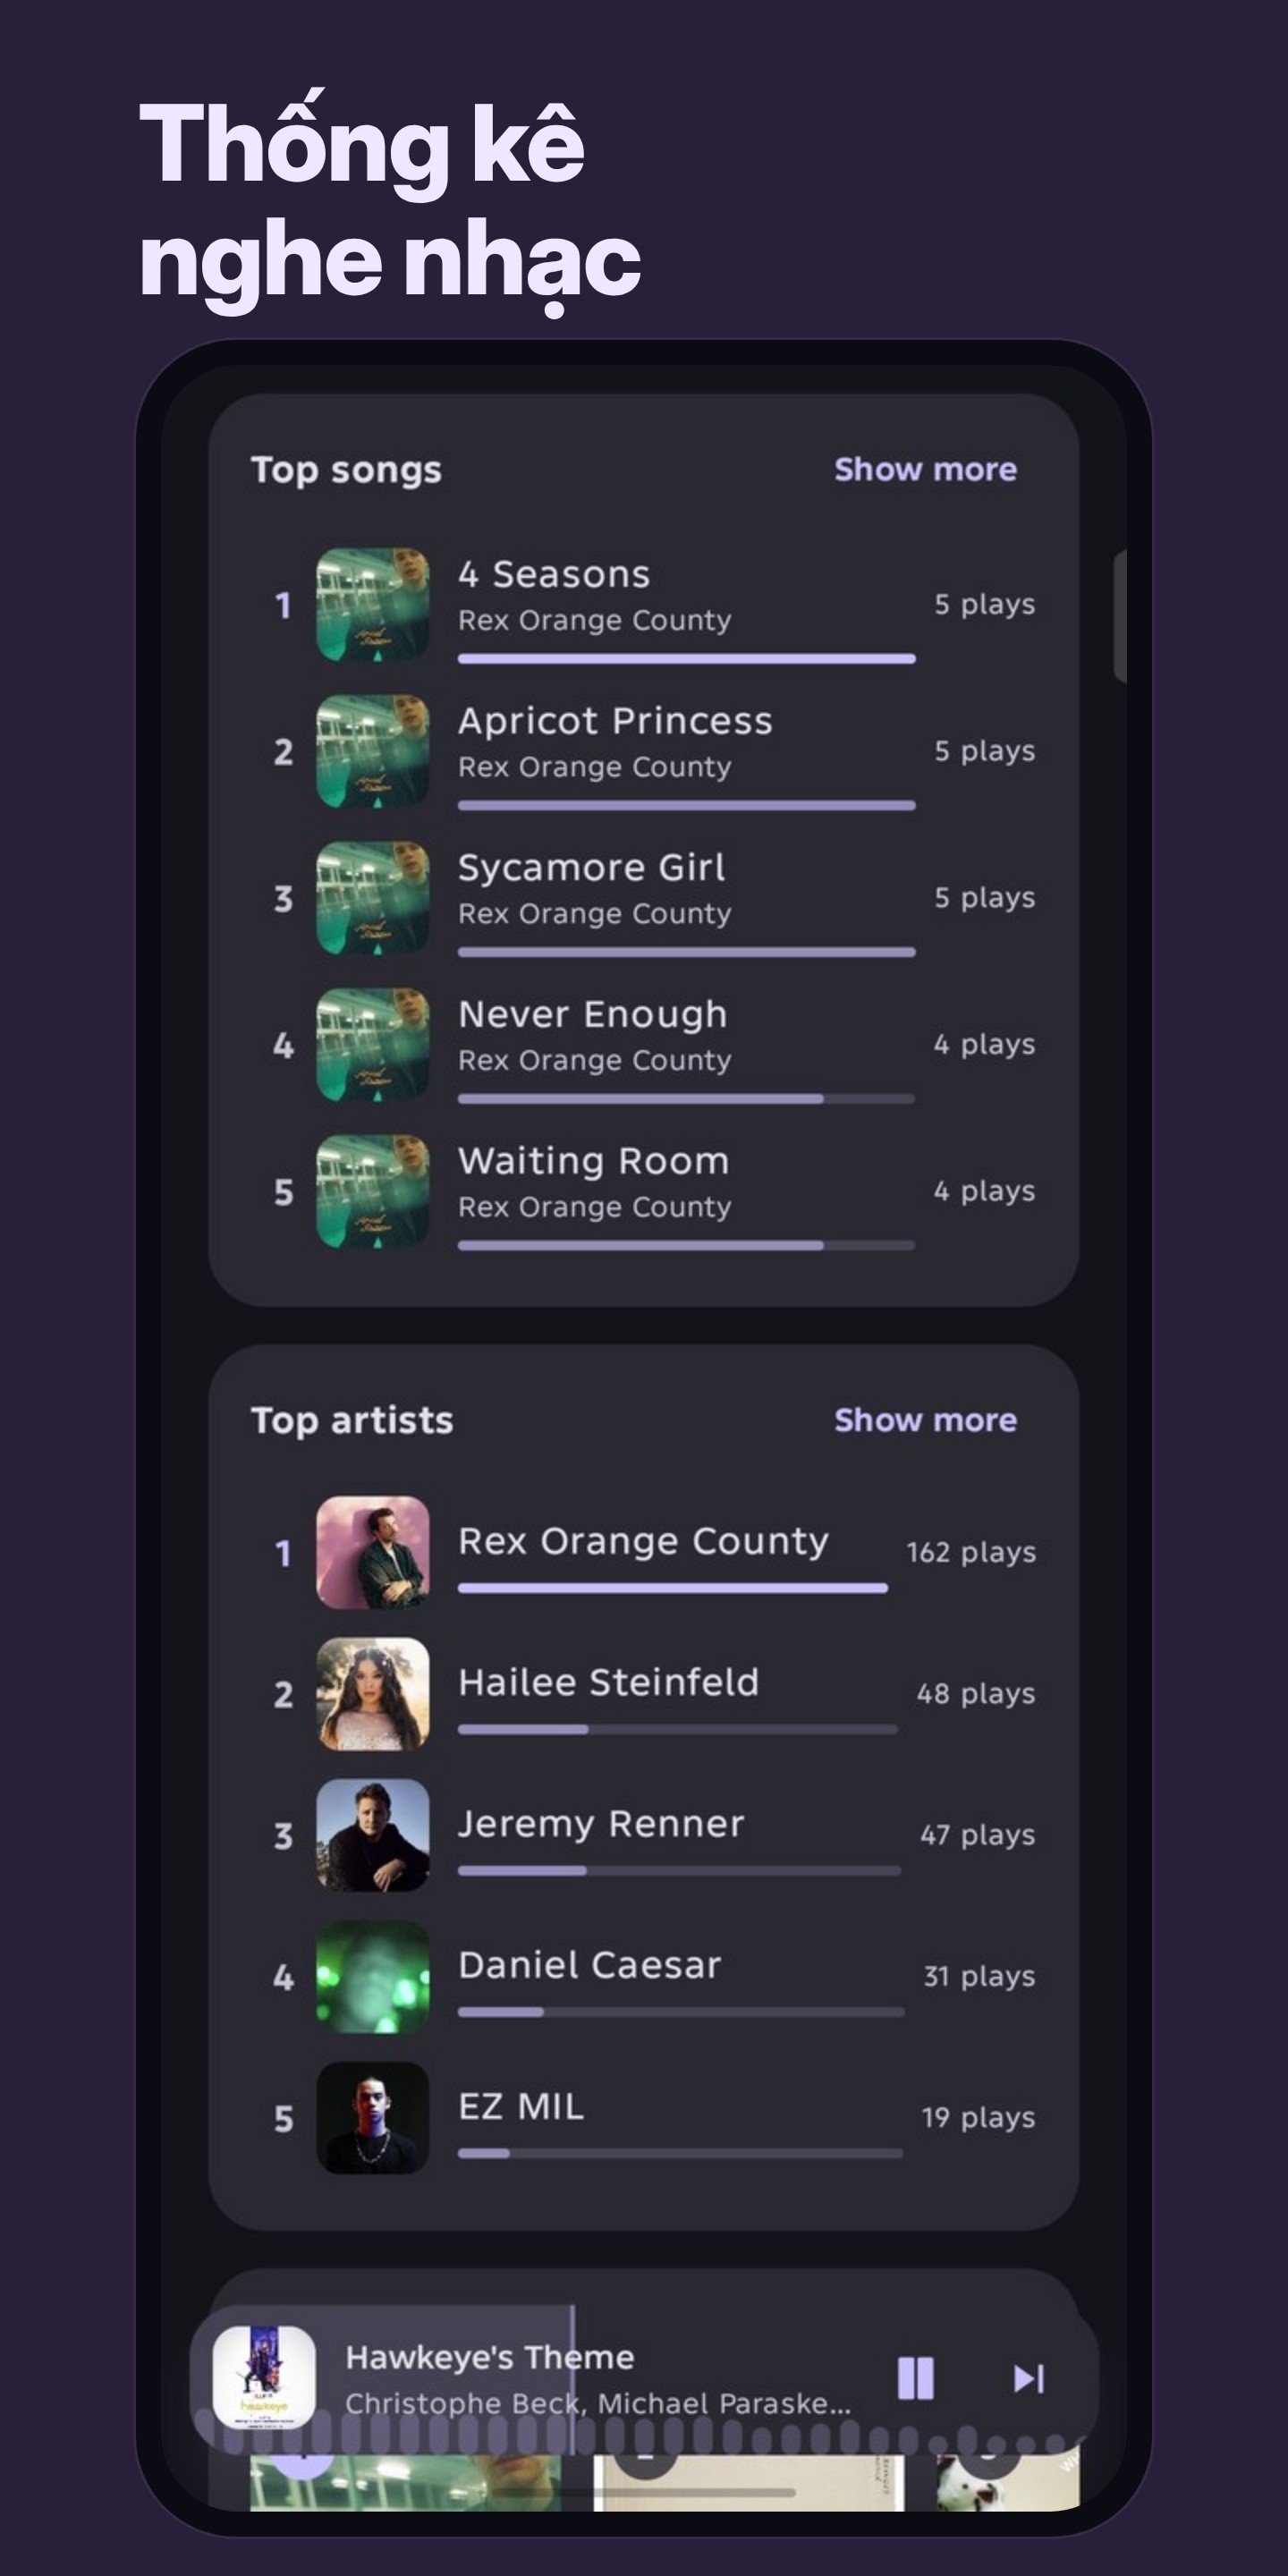 Thống kê
nghe nhạc
Top songs
Show more
1
4 Seasons
Rex Orange County
5 plays
2
Apricot Princess
Rex Orange County
5 plays
3
Sycamore Girl
Rex Orange County
5 plays
4
Never Enough
Rex Orange County
4 plays
5
Waiting Room
Rex Orange County
4 plays
Top artists
Show more
1
Rex Orange County
162 plays
2
Hailee Steinfeld
48 plays
3
Jeremy Renner
47 plays
4
Daniel Caesar
31 plays
5
EZ MIL
19 plays
hawkeye
Hawkeye's Theme
Christophe Beck, Michael Paraske...